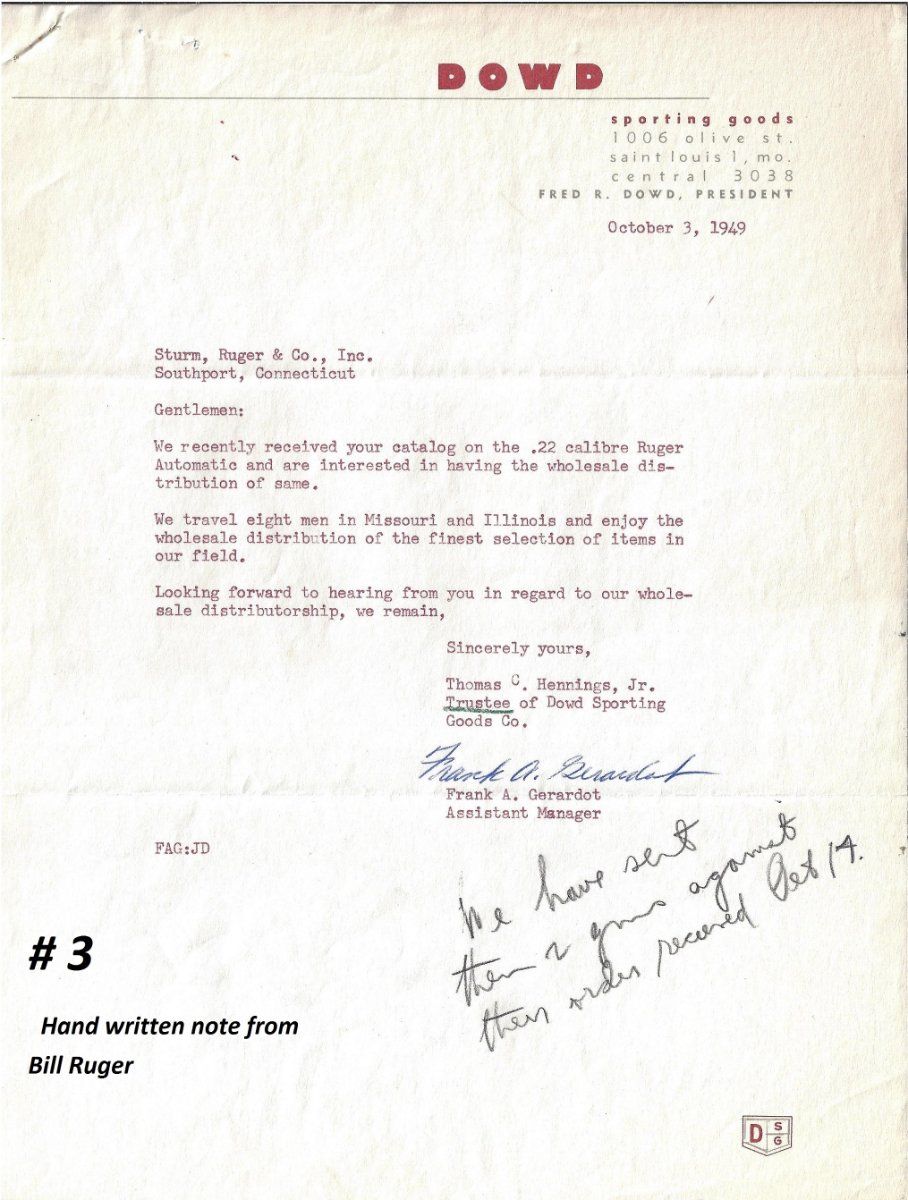 DOWD
sporting goods
1006 olive st.
saint louis 1, mo.
central 3038
FRED R. DOWD, PRESIDENT
October 3, 1949
Sturm, Ruger & Co., Inc.
Southport, Connecticut
Gentlemen:
We recently received your catalog on the .22 calibre Ruger
Automatic and are interested in having the wholesale dis-
tribution of same.
We travel eight men in Missouri and Illinois and enjoy the
wholesale distribution of the finest selection of items in
our field.
Looking forward to hearing from you in regard to our whole-
sale distributorship, we remain,
Sincerely yours,
Thomas C. Hennings, Jr.
Trustee of Dowd Sporting
Goods Co.
Frank A. Gerardot
Frank A. Gerardot
Assistant Manager
FAG:JD
We have sent
them 2 guns against
their order received Oct 14.
# 3
Hand written note from
Bill Ruger
D S G